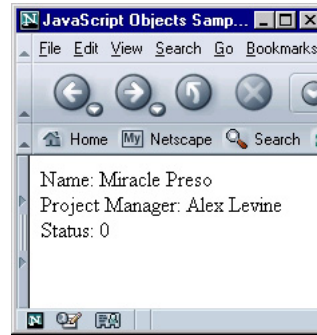 JavaScript Objects Samp...
File Edit View Search Go Bookmarks
Home My Netscape Search
Name: Miracle Preso
Project Manager: Alex Levine
Status: 0